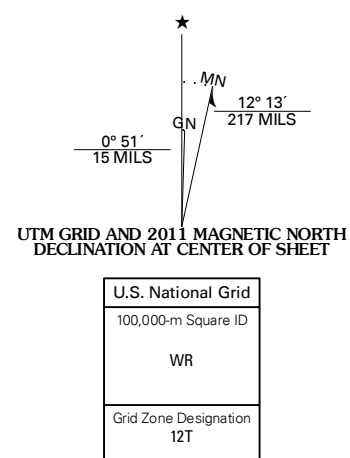 ★
MN
12° 13´
217 MILS
GN
0° 51´
15 MILS
UTM GRID AND 2011 MAGNETIC NORTH
DECLINATION AT CENTER OF SHEET
U.S. National Grid
100,000-m Square ID
WR
Grid Zone Designation
12T